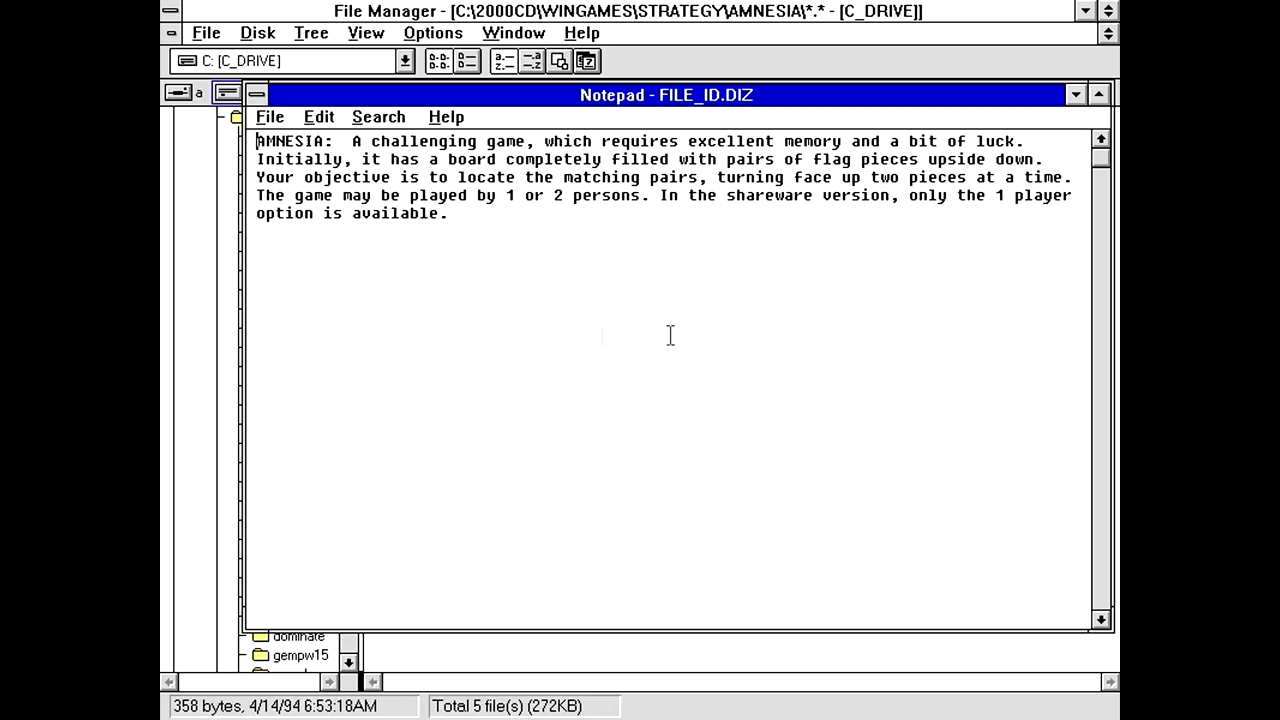 File Manager - [C:\2000CD\WINGAMES\STRATEGY\AMNESIA\*.* - [C_DRIVE]]
File Disk Tree View Options Window Help
C: [C_DRIVE]
a
Notepad - FILE_ID.DIZ
File Edit Search Help
AMNESIA:  A challenging game, which requires excellent memory and a bit of luck.
Initially, it has a board completely filled with pairs of flag pieces upside down.
Your objective is to locate the matching pairs, turning face up two pieces at a time.
The game may be played by 1 or 2 persons. In the shareware version, only the 1 player
option is available.
dominate
gempw15
358 bytes, 4/14/94 6:53:18AM
Total 5 file(s) (272KB)